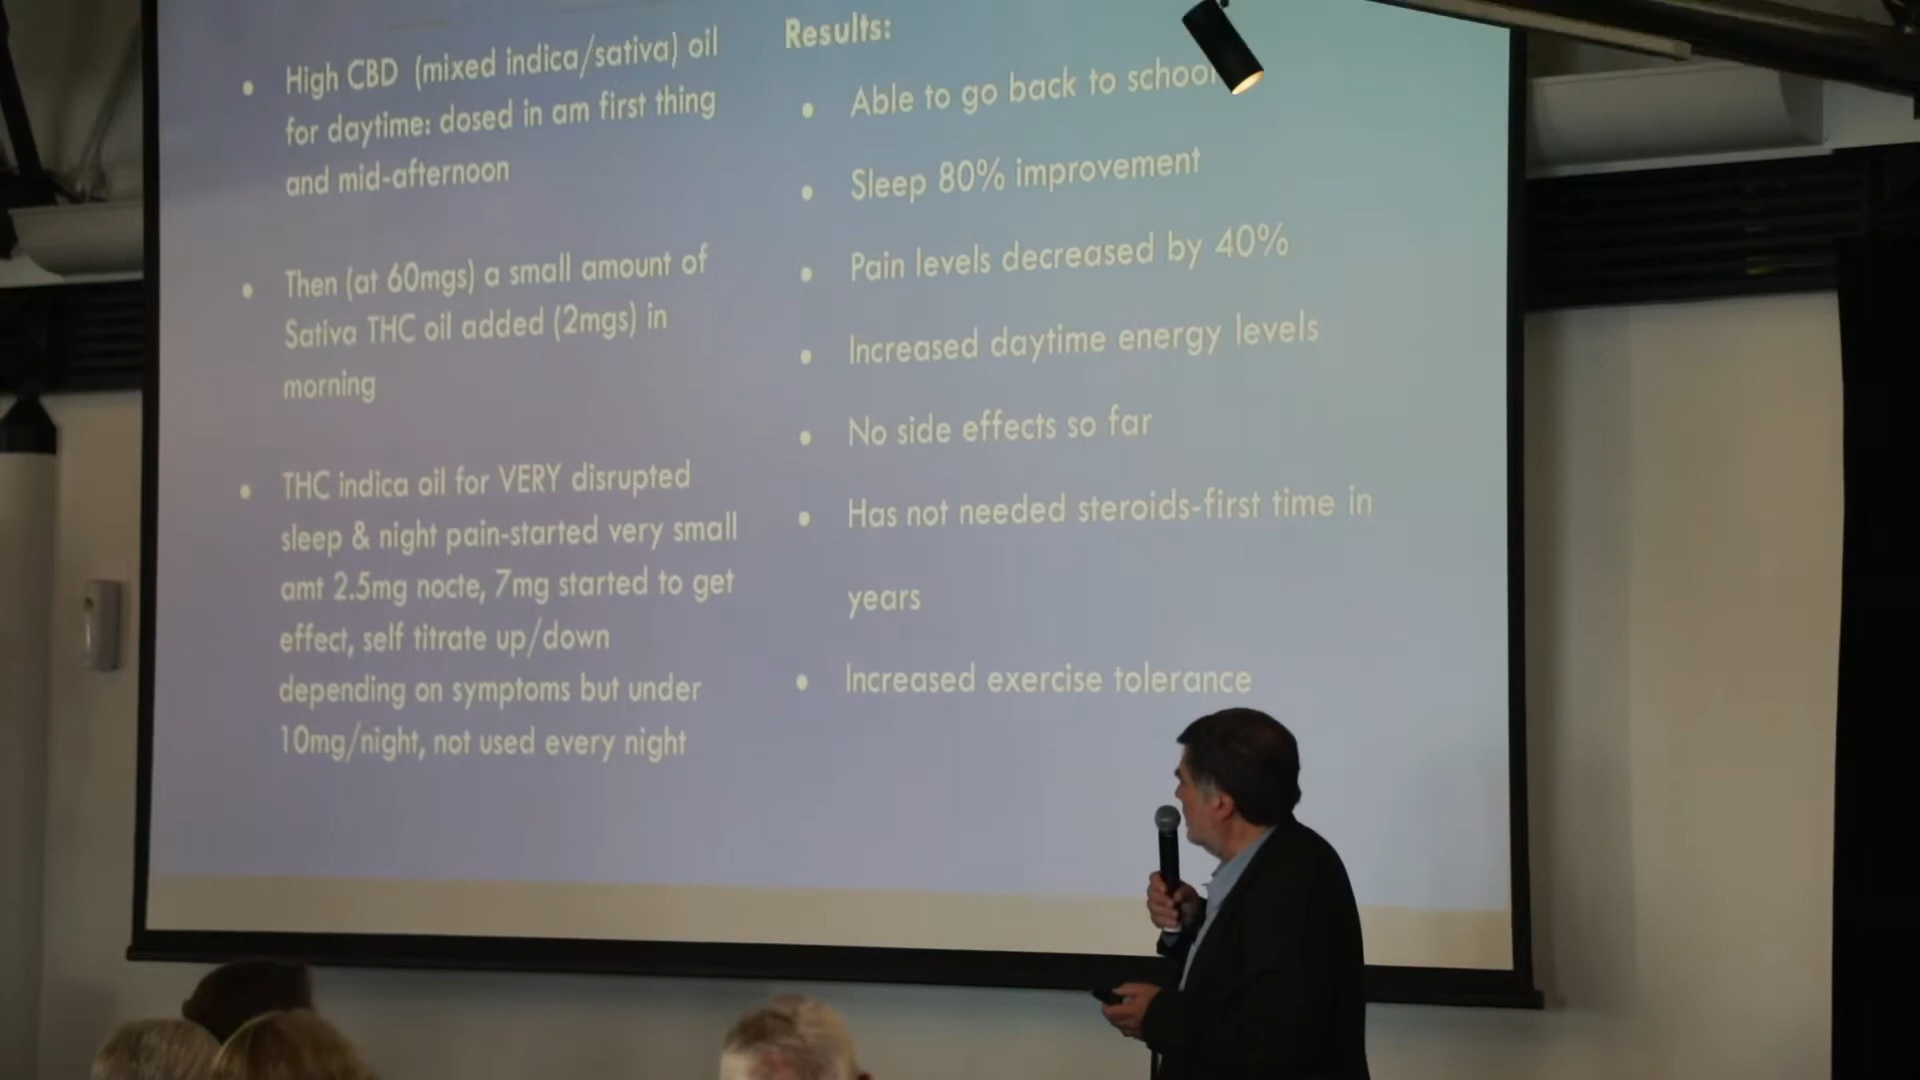 High CBD (mixed indica/sativa) oil
for daytime: dosed in am first thing
and mid-afternoon
Then (at 60mgs) a small amount of
Sativa THC oil added (2mgs) in
morning
THC indica oil for VERY disrupted
sleep & night pain-started very small
amt 2.5mg nocte, 7mg started to get
effect, self titrate up/down
depending on symptoms but under
10mg/night, not used every night
Results:
Able to go back to school
Sleep 80% improvement
Pain levels decreased by 40%
Increased daytime energy levels
No side effects so far
Has not needed steroids-first time in
years
Increased exercise tolerance